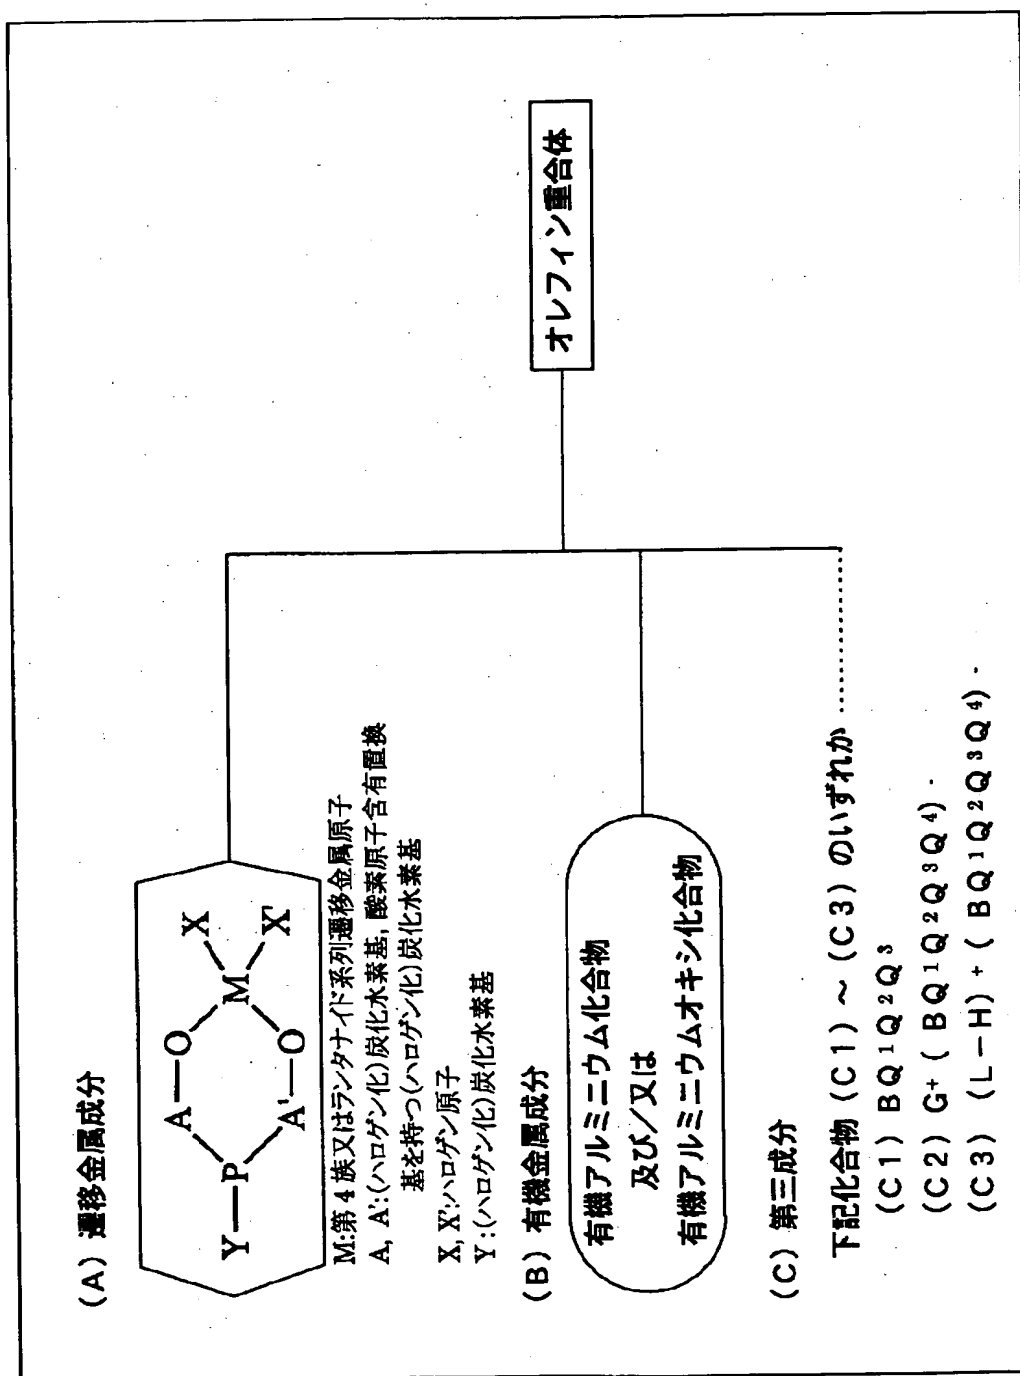 (A) 遷移金属成分
A—O
X
Y—P
M
A'—O
X'
M:第4族又はランタナイド系列遷移金属原子
A, A':(ハロゲン化)炭化水素基, 酸素原子含有置換
基を持つ(ハロゲン化)炭化水素基
X, X':ハロゲン原子
Y:(ハロゲン化)炭化水素基
(B) 有機金属成分
有機アルミニウム化合物
及び/又は
有機アルミニウムオキシ化合物
(C) 第三成分
下記化合物 (C1) ~ (C3) のいずれか ……………
(C1) BQ¹Q²Q³
(C2) G⁺ ( BQ¹Q²Q³Q⁴) -
(C3) (L-H) ⁺ ( BQ¹Q²Q³Q⁴) -
オレフィン重合体